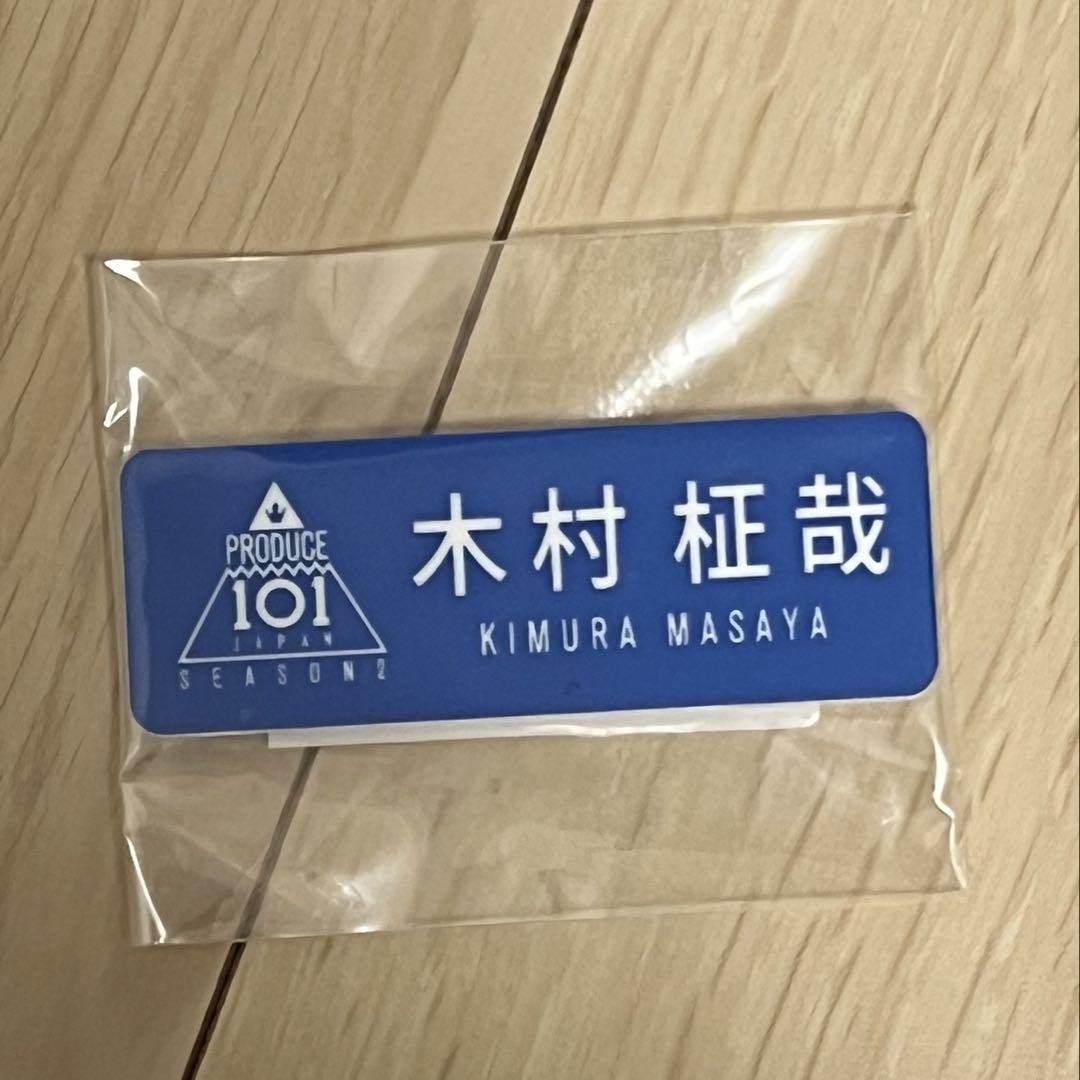 PRODUCE
101
JAPAN
SEASON2
木村 柾哉
KIMURA MASAYA